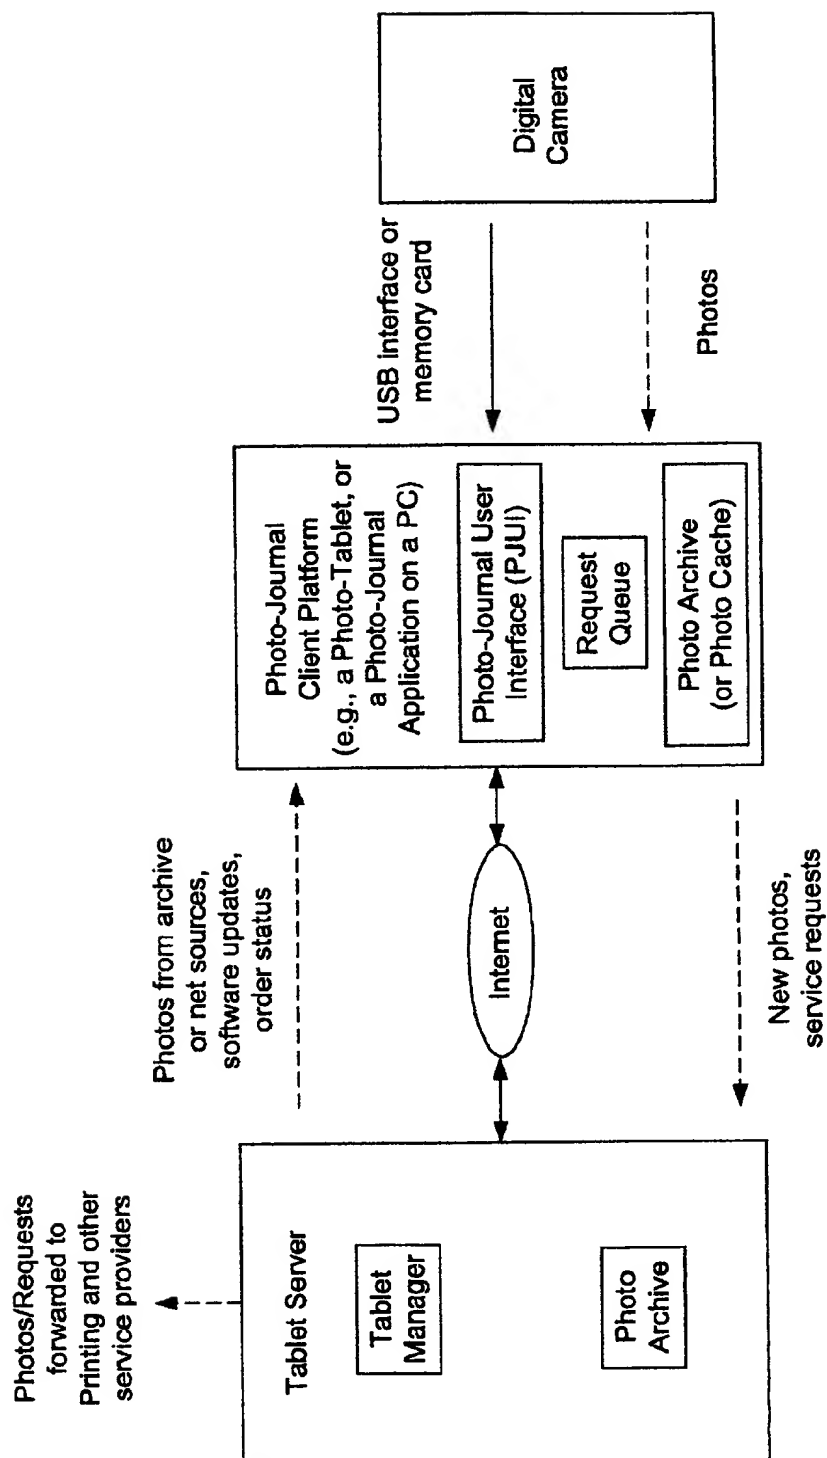 Photos/Requests
forwarded to
Printing and other
service providers
Tablet Server
Tablet
Manager
Photo
Archive
Photos from archive
or net sources,
software updates,
order status
Internet
New photos,
service requests
Photo-Journal
Client Platform
(e.g., a Photo-Tablet, or
a Photo-Journal
Application on a PC)
Photo-Journal User
Interface (PJUI)
Request
Queue
Photo Archive
(or Photo Cache)
USB interface or
memory card
Photos
Digital
Camera